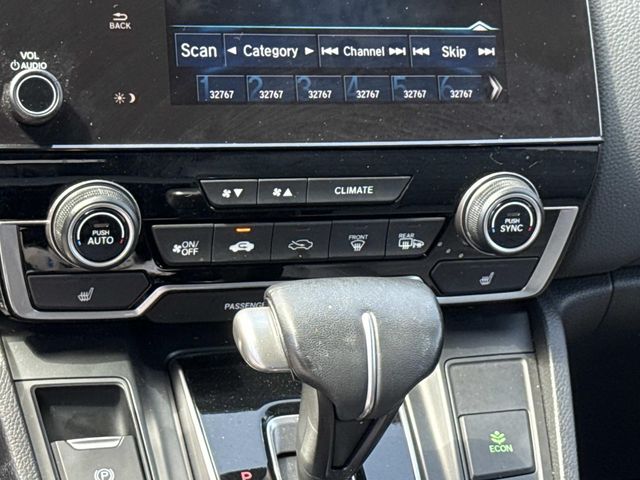 BACK
VOL
AUDIO
Scan Category Channel Skip
1 2 3 4 5 6
32767 32767 32767 32767 32767 32767
CLIMATE
PUSH
AUTO
PUSH
SYNC
ON/
OFF
FRONT
REAR
PASSENGE
P
P
ECON